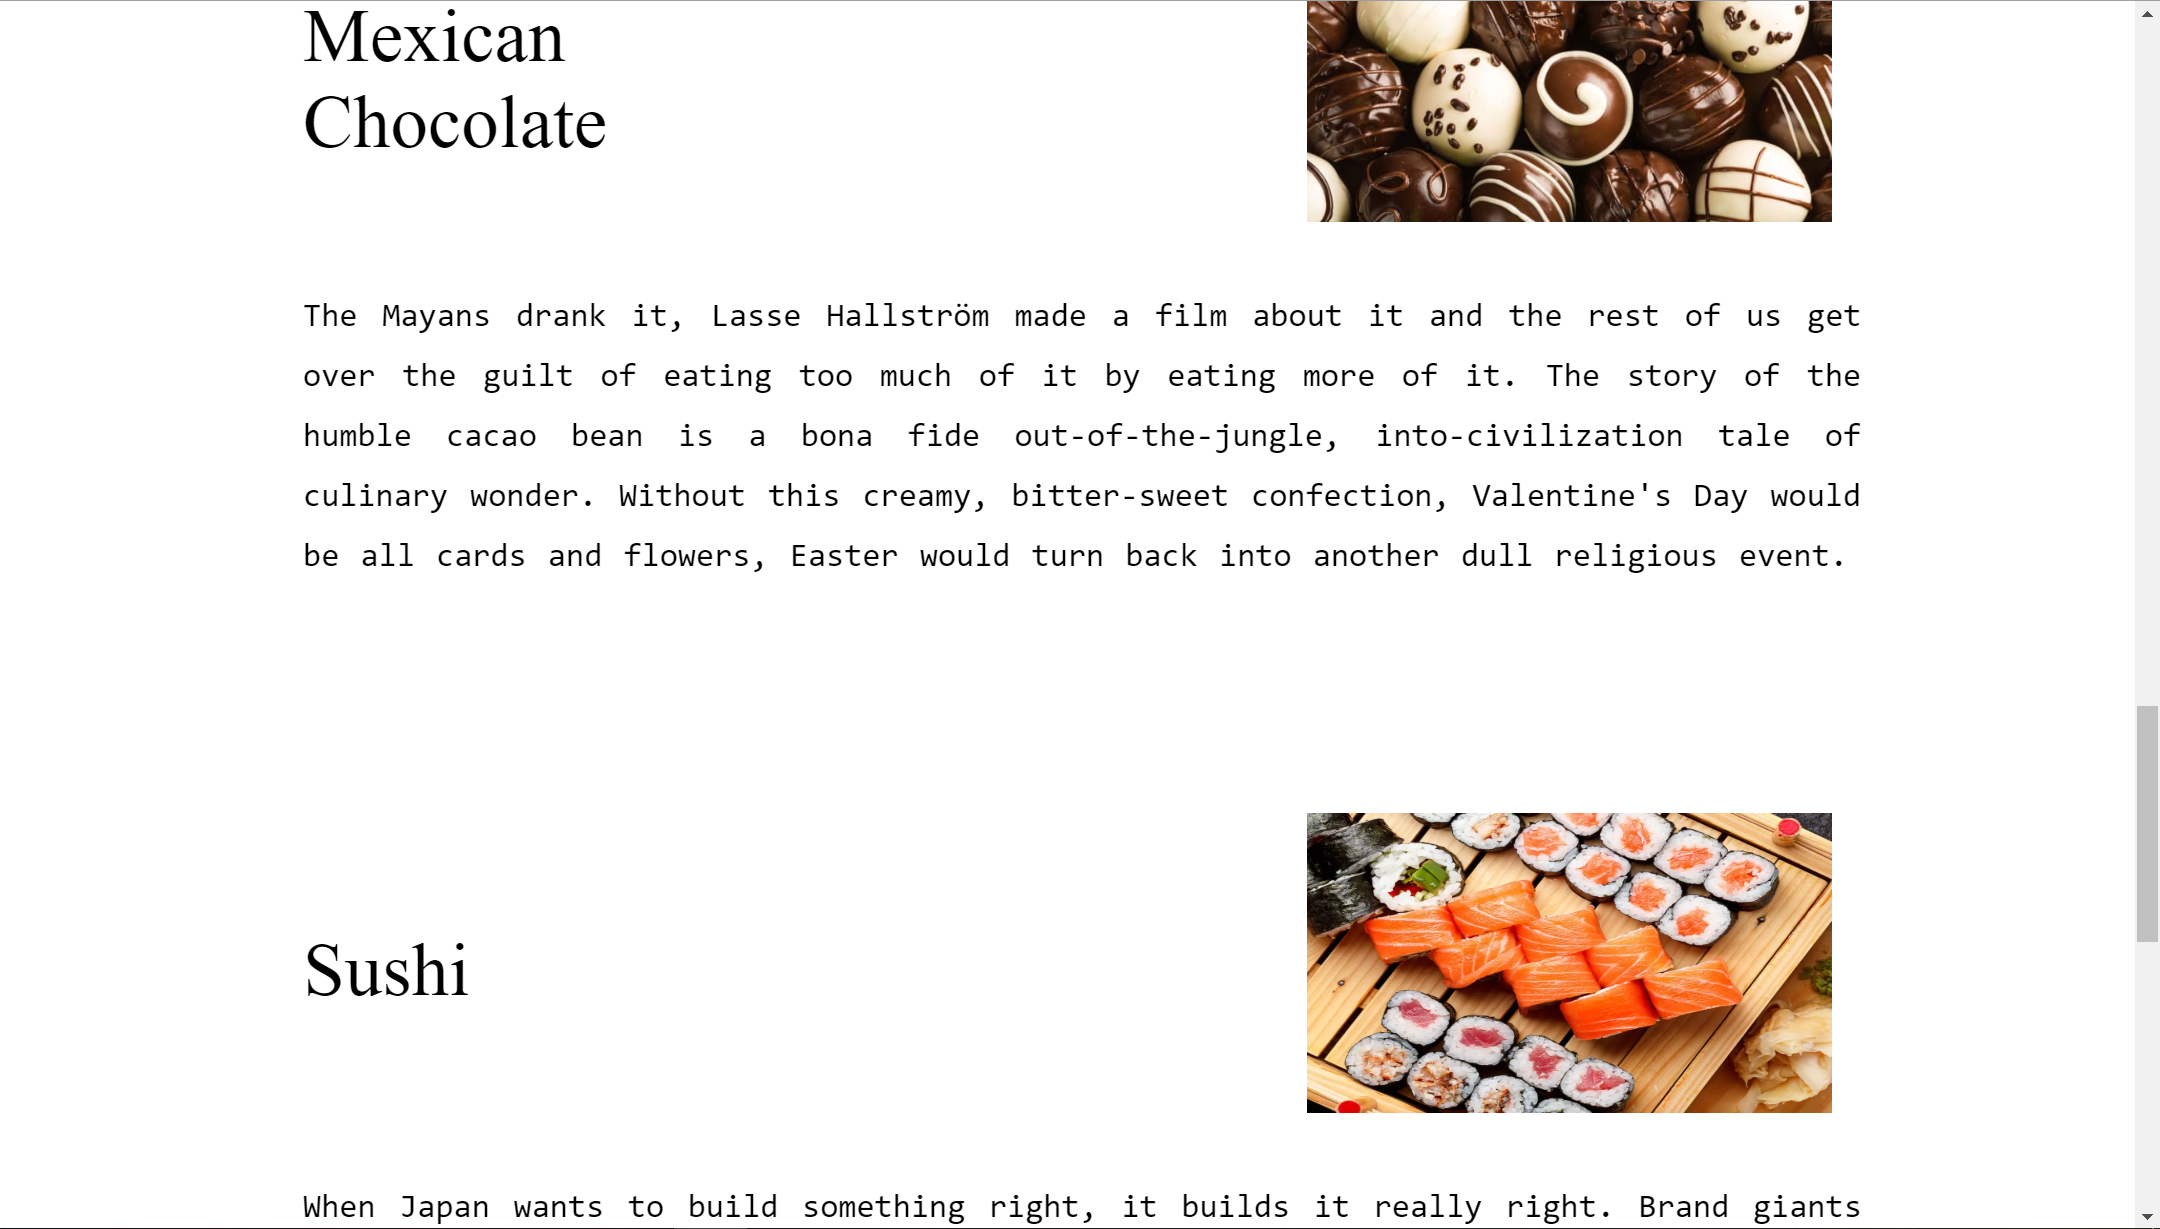 Mexican
Chocolate
The Mayans drank it, Lasse Hallström made a film about it and the rest of us get
over the guilt of eating too much of it by eating more of it. The story of the
humble cacao bean is a bona fide out-of-the-jungle, into-civilization tale of
culinary wonder. Without this creamy, bitter-sweet confection, Valentine's Day would
be all cards and flowers, Easter would turn back into another dull religious event.
Sushi
When Japan wants to build something right, it builds it really right. Brand giants